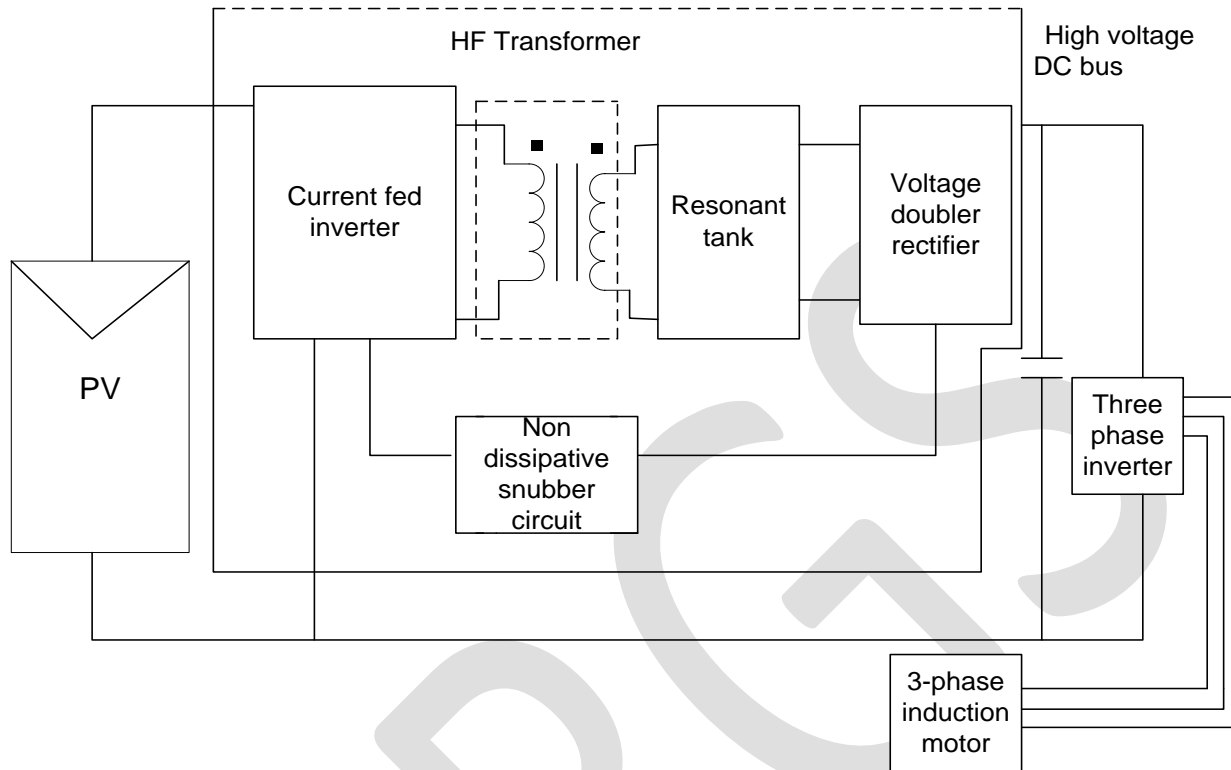 HF Transformer
High voltage
DC bus
Current fed
inverter
Resonant
tank
Voltage
doubler
rectifier
PV
Non
dissipative
snubber
circuit
Three
phase
inverter
3-phase
induction
motor